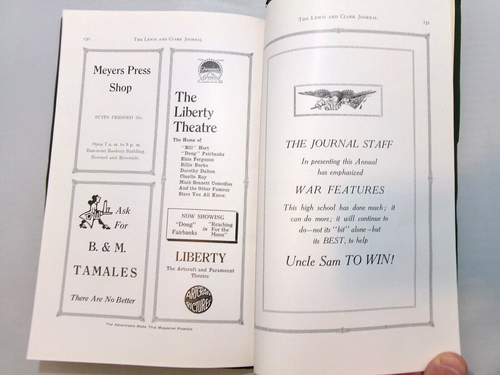 130 THE LEWIS AND CLARK JOURNAL
Meyers Press
Shop
SUITS PRESSED 35c
Open 7 a. m. to 9 p. m.
Basement Rookery Building,
Howard and Riverside.
Ask
For
B. & M.
TAMALES
There Are No Better
The
Liberty
Theatre
The Home of
"Bill" Hart
"Doug" Fairbanks
Elsie Ferguson
Billie Burke
Dorothy Dalton
Charlie Ray
Mack Sennett Comedies
And the Other Famous
Stars You All Know.
NOW SHOWING
"Doug" "Reaching
Fairbanks in For the
Moon"
LIBERTY
The Artcraft and Paramount
Theatre
ARTCRAFT
PICTURES
The Advertisers Make This Magazine Possible
THE LEWIS AND CLARK JOURNAL 131
THE JOURNAL STAFF
In presenting this Annual
has emphasized
WAR FEATURES
This high school has done much; it
can do more; it will continue to
do—not its "bit" alone—but
its BEST, to help
Uncle Sam TO WIN!